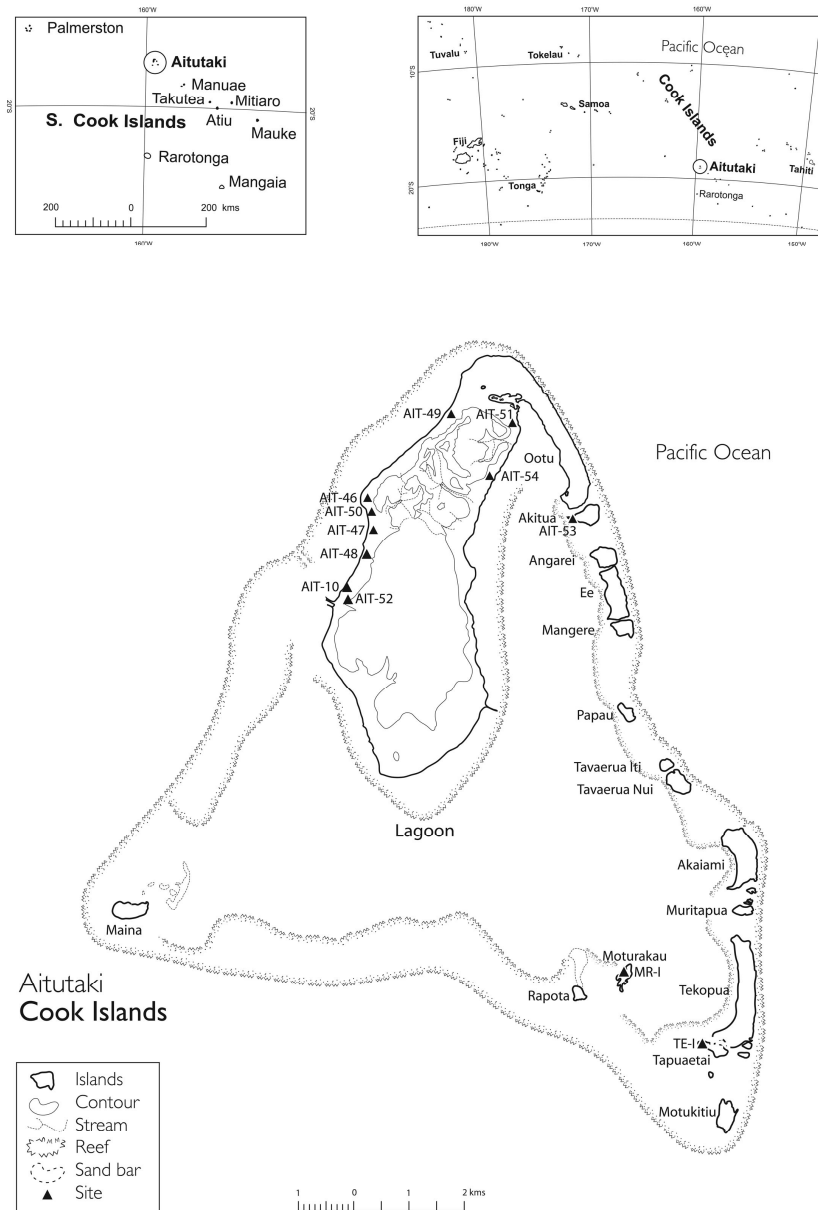 160°W
Palmerston
Aitutaki
Manuae
Takutea
Mitiaro
20°S
20°S
S. Cook Islands
Atiu
Mauke
Rarotonga
Mangaia
200 0 200 kms
160°W
180°W 170°W 160°W
Pacific Ocean
Tuvalu
Tokelau
10°S
Cook Islands
Samoa
Fiji
Aitutaki
Tahiti
Tonga
20°S
Rarotonga
190°W 170°W 160°W 150°W
AIT-49
AIT-51
Pacific Ocean
Ootu
AIT-54
AIT-46
AIT-50
Akitua
AIT-47
AIT-53
AIT-48
Angarei
AIT-10
AIT-52
Ee
Mangere
Papau
Tavaerua Iti
Tavaerua Nui
Lagoon
Akaiami
Muritapua
Maina
Moturakau
MR-I
Rapota
Tekopua
Aitutaki
Cook Islands
TE-I
Tapuaetai
Motukitiu
Islands
Contour
Stream
Reef
Sand bar
Site
1 0 1 2 kms